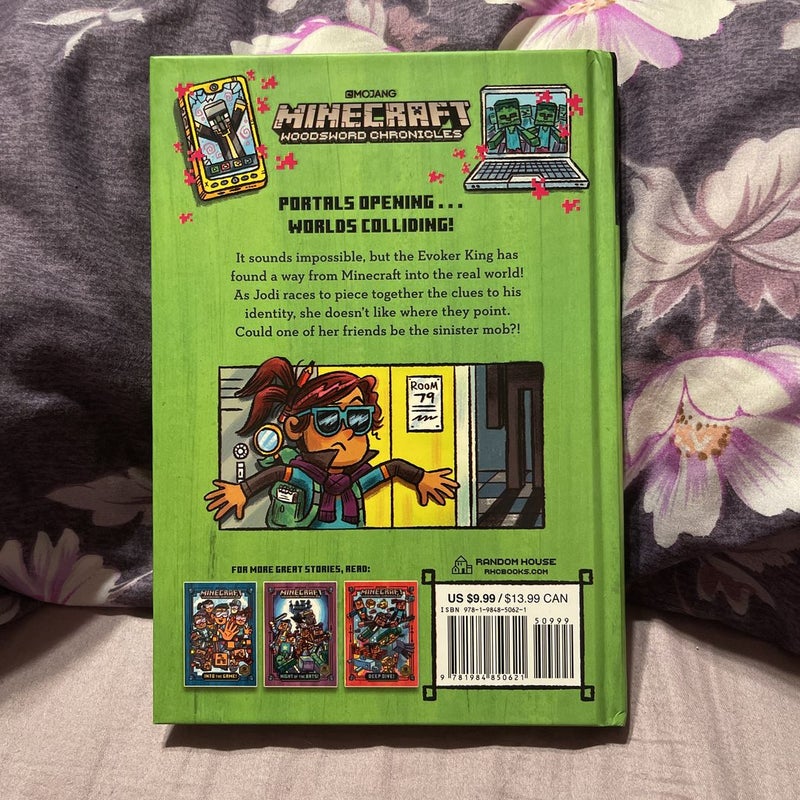 MOJANG
MINECRAFT
WOODSWORD CHRONICLES
PORTALS OPENING . . .
WORLDS COLLIDING!
It sounds impossible, but the Evoker King has
found a way from Minecraft into the real world!
As Jodi races to piece together the clues to his
identity, she doesn't like where they point.
Could one of her friends be the sinister mob?!
ROOM
79
FOR MORE GREAT STORIES, READ:
MINECRAFT
INTO THE GAME!
MINECRAFT
NIGHT OF THE BATS!
MINECRAFT
DEEP DIVE!
RANDOM HOUSE
RHCBOOKS.COM
US $9.99 / $13.99 CAN
ISBN 978-1-9848-5062-1
50999
9 781984 850621